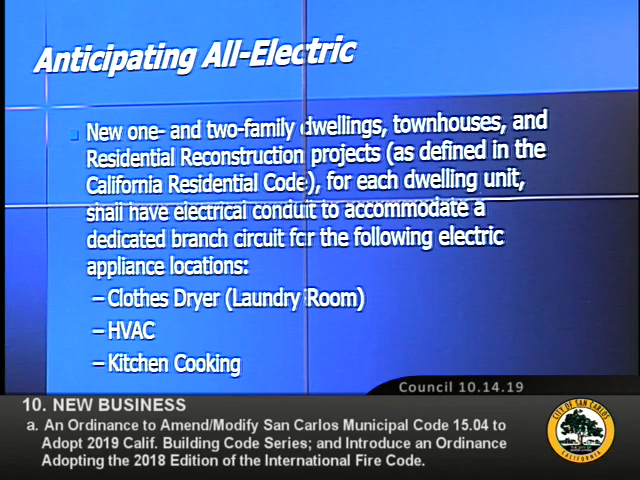 Anticipating All-Electric
New one- and two-family dwellings, townhouses, and
Residential Reconstruction projects (as defined in the
California Residential Code), for each dwelling unit,
shall have electrical conduit to accommodate a
dedicated branch circuit for the following electric
appliance locations:
– Clothes Dryer (Laundry Room)
– HVAC
– Kitchen Cooking
Council 10.14.19
10. NEW BUSINESS
a. An Ordinance to Amend/Modify San Carlos Municipal Code 15.04 to
Adopt 2019 Calif. Building Code Series; and Introduce an Ordinance
Adopting the 2018 Edition of the International Fire Code.
CITY OF SAN CARLOS
CALIFORNIA